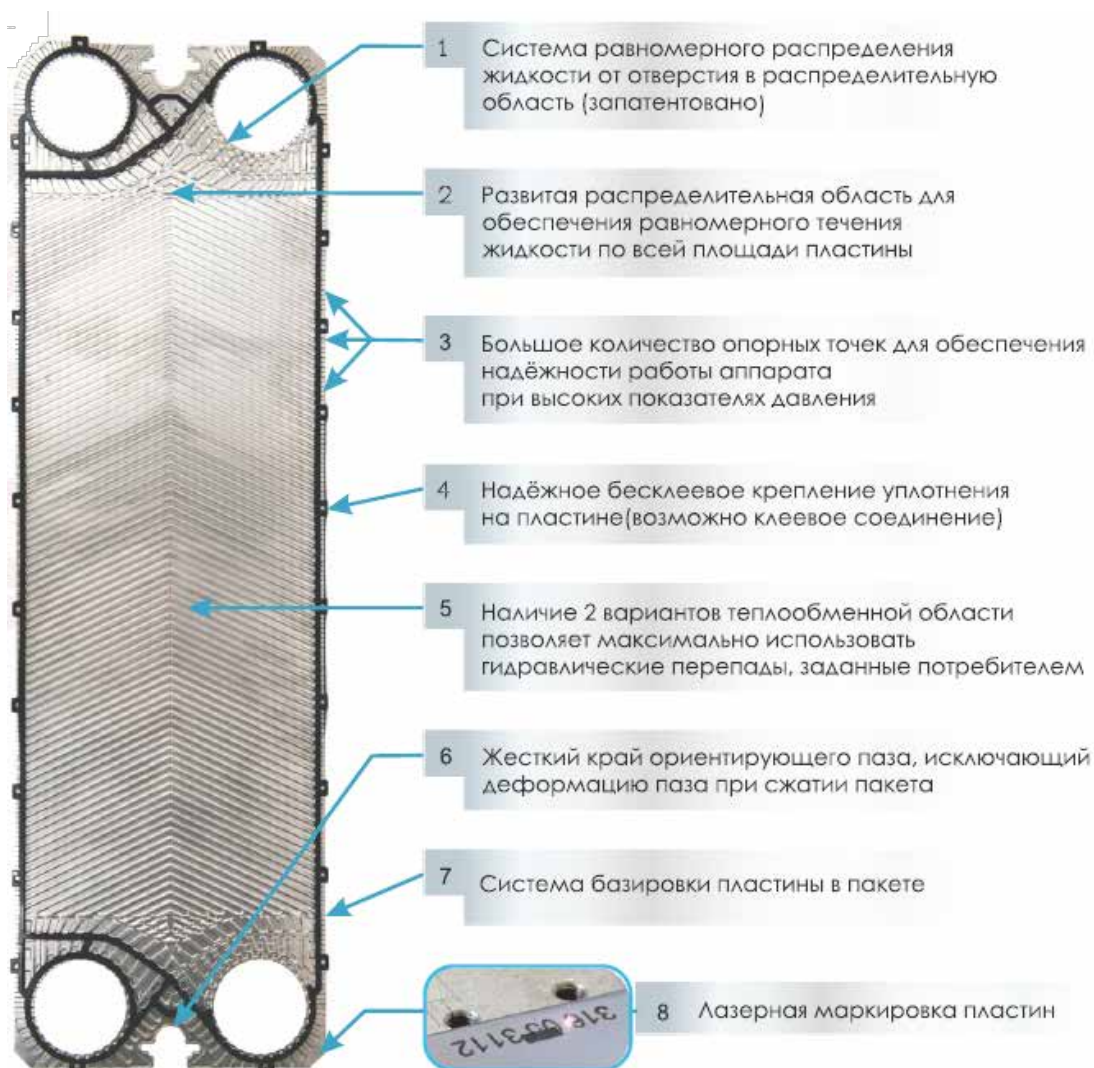 1 Система равномерного распределения
жидкости от отверстия в распределительную
область (запатентовано)
2 Развитая распределительная область для
обеспечения равномерного течения
жидкости по всей площади пластины
3 Большое количество опорных точек для обеспечения
надёжности работы аппарата
при высоких показателях давления
4 Надёжное бесклеевое крепление уплотнения
на пластине(возможно клеевое соединение)
5 Наличие 2 вариантов теплообменной области
позволяет максимально использовать
гидравлические перепады, заданные потребителем
6 Жесткий край ориентирующего паза, исключающий
деформацию паза при сжатии пакета
7 Система базировки пластины в пакете
8 Лазерная маркировка пластин